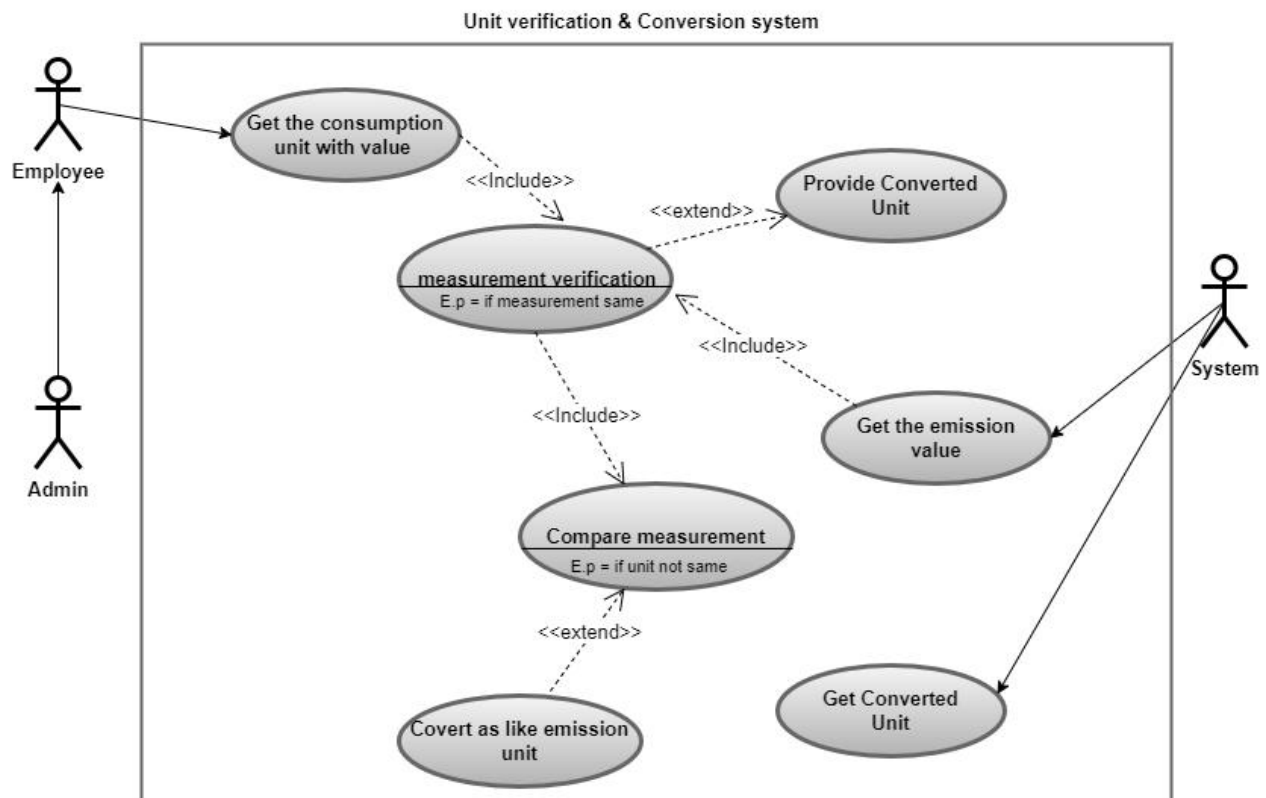 Unit verification & Conversion system
Employee
Get the consumption
unit with value
<<Include>>
Provide Converted
Unit
<<extend>>
measurement verification
E.p = if measurement same
<<Include>>
System
<<Include>>
Get the emission
value
Admin
Compare measurement
E.p = if unit not same
<<extend>>
Get Converted
Unit
Covert as like emission
unit